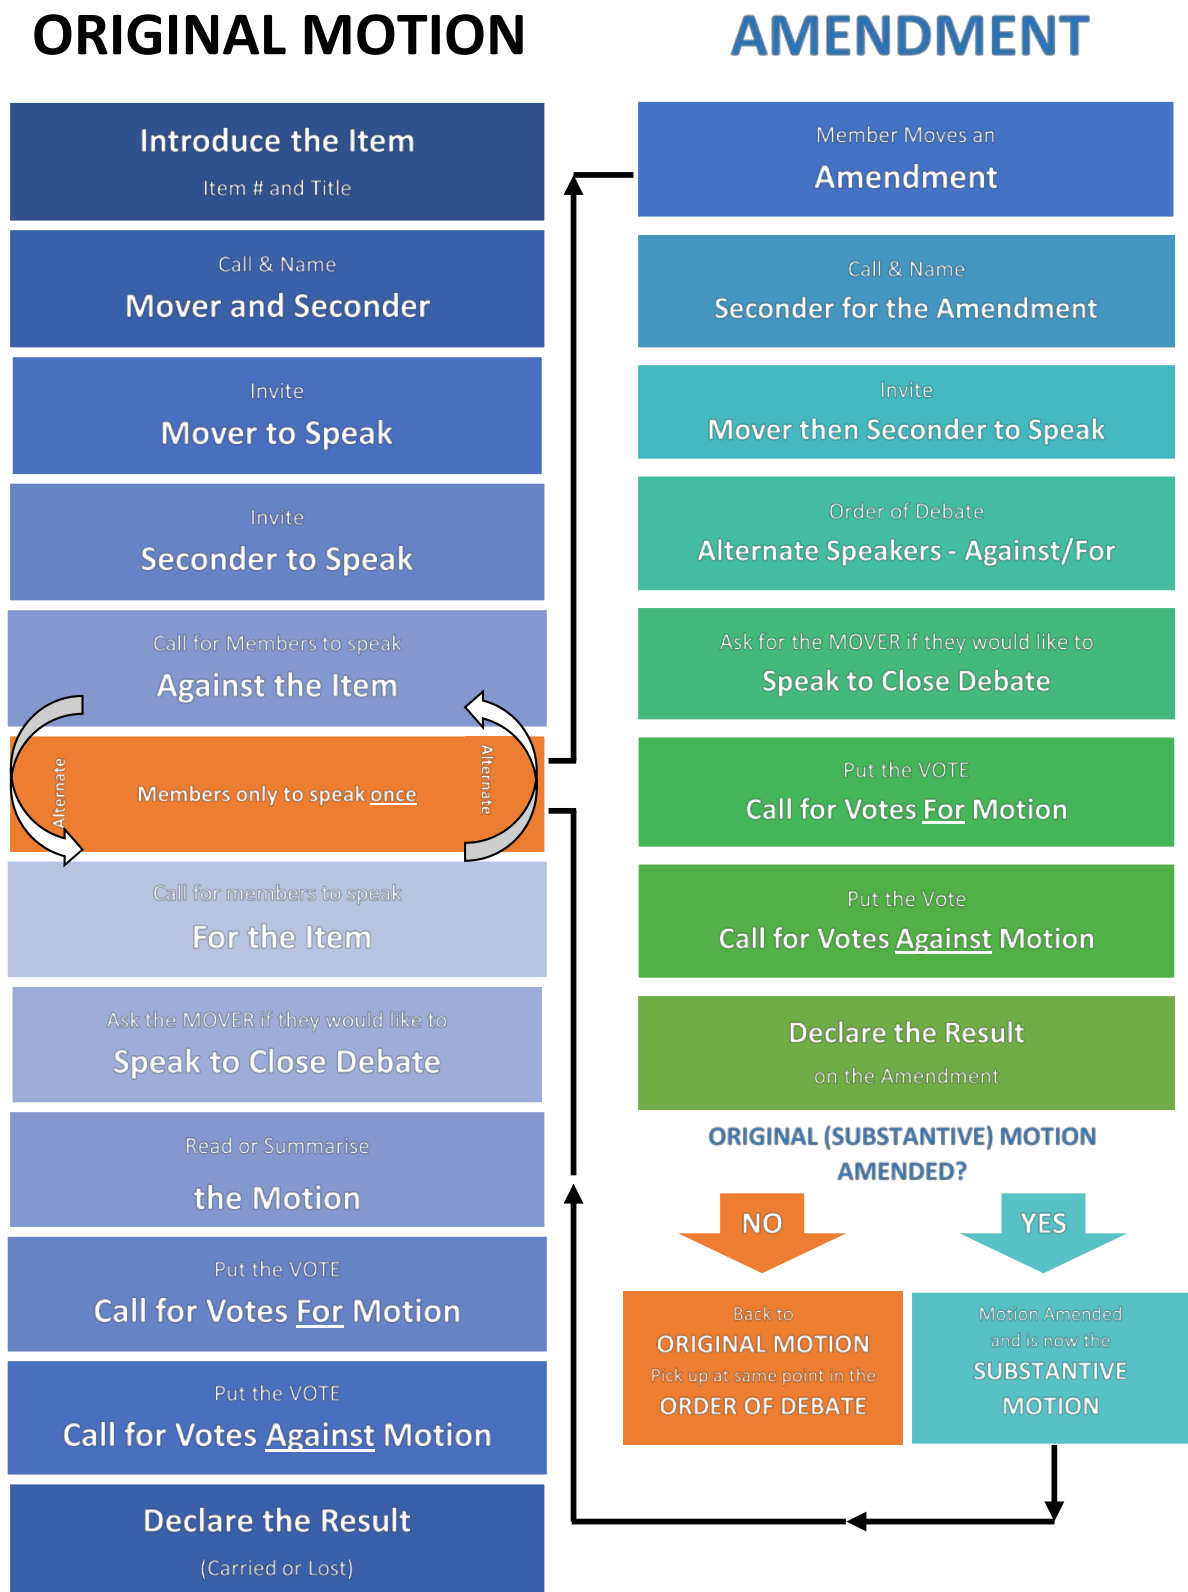 ORIGINAL MOTION
Introduce the Item
Item # and Title
Call & Name
Mover and Seconder
Invite
Mover to Speak
Invite
Seconder to Speak
Call for Members to speak
Against the Item
Alternate
Members only to speak once
Alternate
Call for members to speak
For the Item
Ask the MOVER if they would like to
Speak to Close Debate
Read or Summarise
the Motion
Put the VOTE
Call for Votes For Motion
Put the VOTE
Call for Votes Against Motion
Declare the Result
(Carried or Lost)
AMENDMENT
Member Moves an
Amendment
Call & Name
Seconder for the Amendment
Invite
Mover then Seconder to Speak
Order of Debate
Alternate Speakers - Against/For
Ask for the MOVER if they would like to
Speak to Close Debate
Put the VOTE
Call for Votes For Motion
Put the Vote
Call for Votes Against Motion
Declare the Result
on the Amendment
ORIGINAL (SUBSTANTIVE) MOTION
AMENDED?
NO
Back to
ORIGINAL MOTION
Pick up at same point in the
ORDER OF DEBATE
YES
Motion Amended
and is now the
SUBSTANTIVE
MOTION